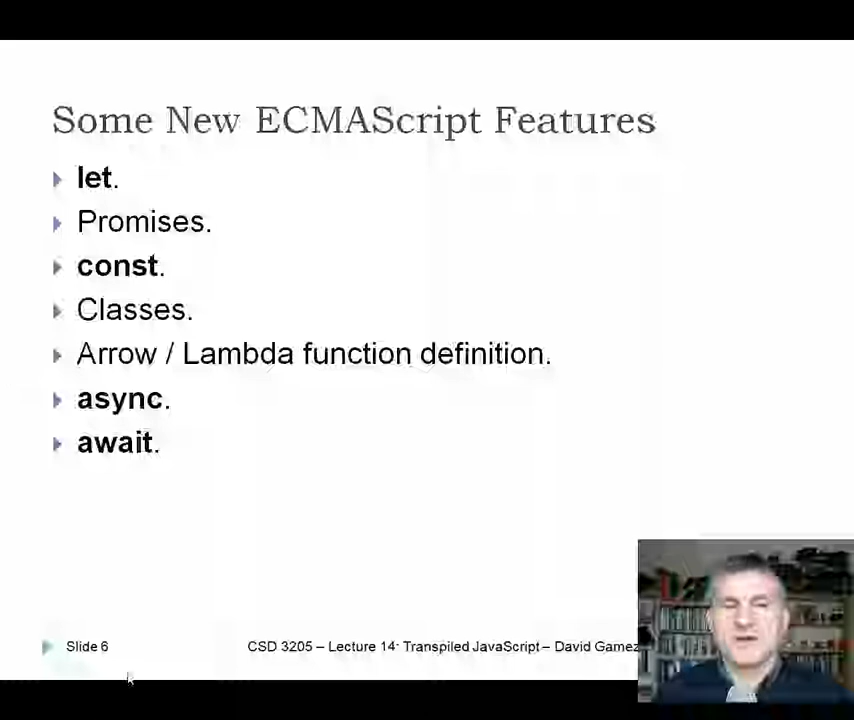 Some New ECMAScript Features
let.
Promises.
const.
Classes.
Arrow / Lambda function definition.
async.
await.
Slide 6
CSD 3205 – Lecture 14: Transpiled JavaScript – David Gamez